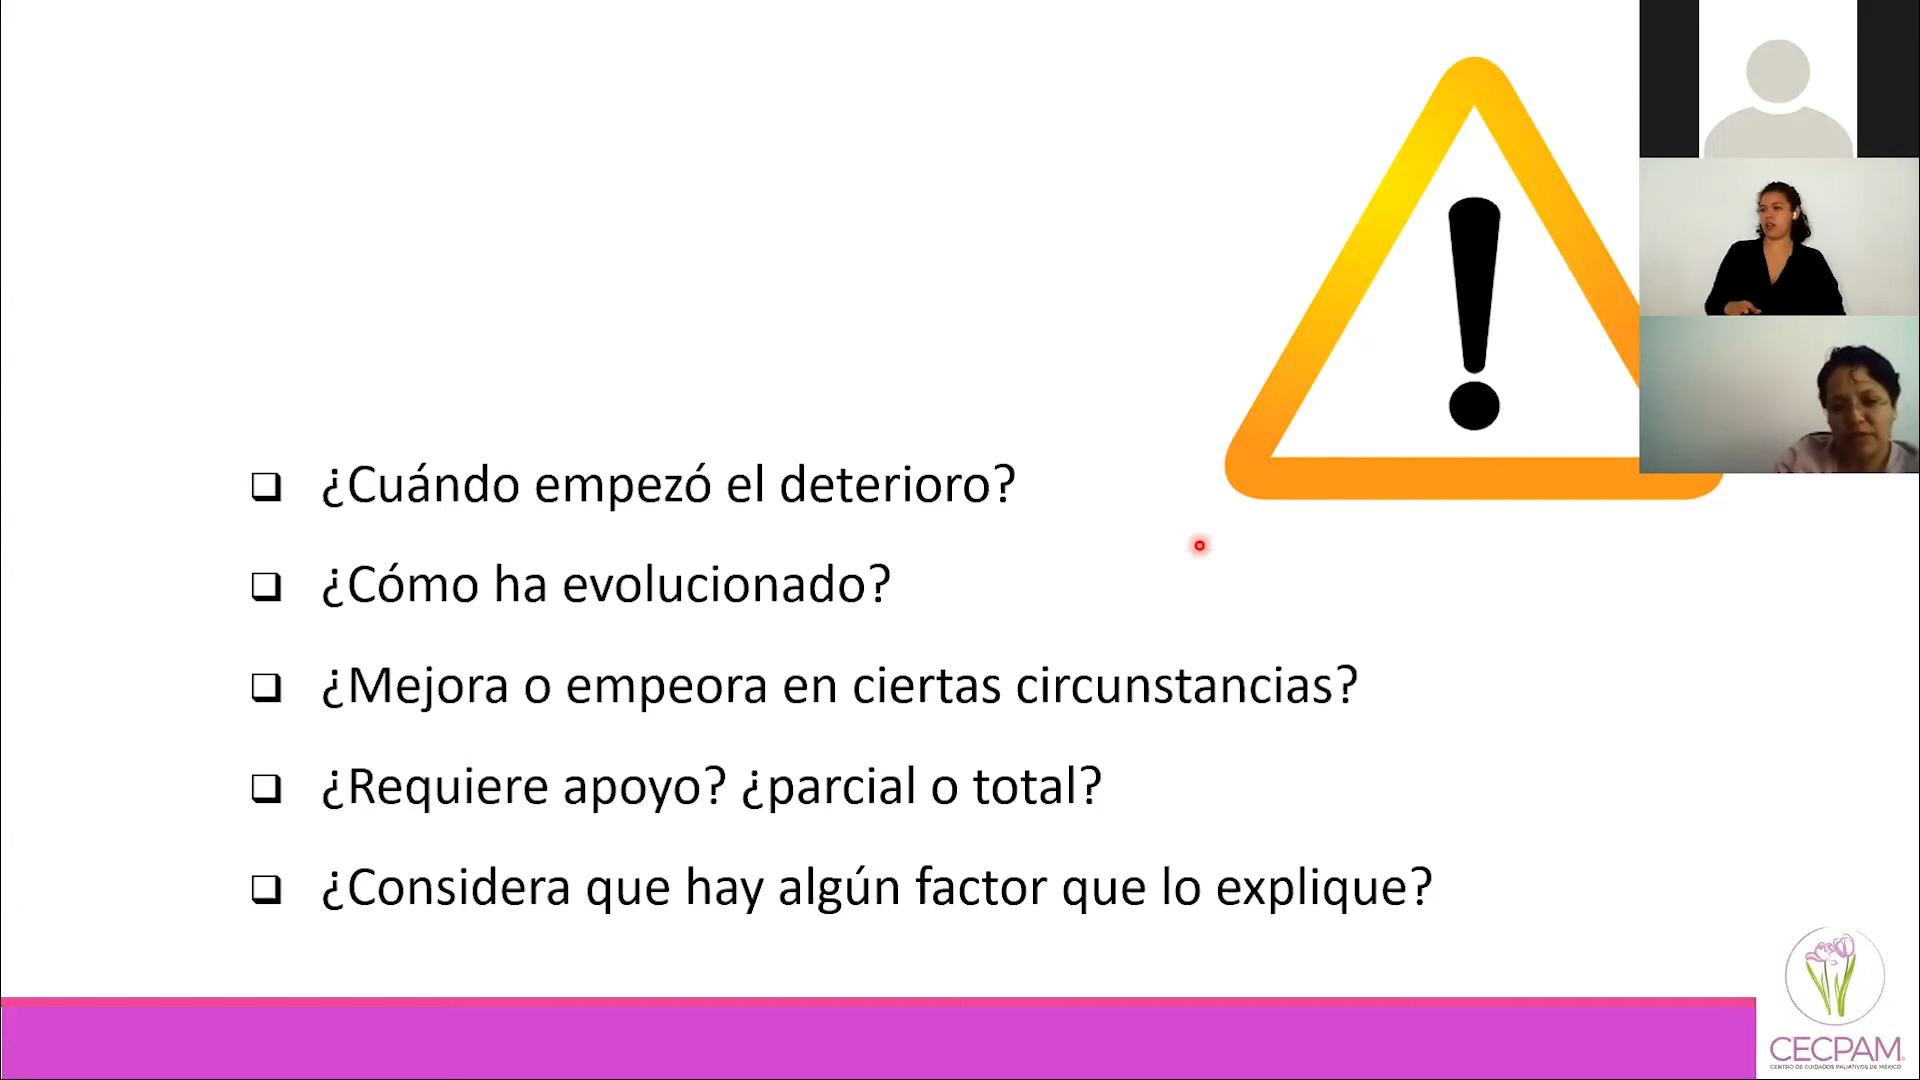 ¿Cuándo empezó el deterioro?
¿Cómo ha evolucionado?
¿Mejora o empeora en ciertas circunstancias?
¿Requiere apoyo? ¿parcial o total?
¿Considera que hay algún factor que lo explique?
CECPAM
CENTRO DE CUIDADOS PALIATIVOS DE MÉXICO